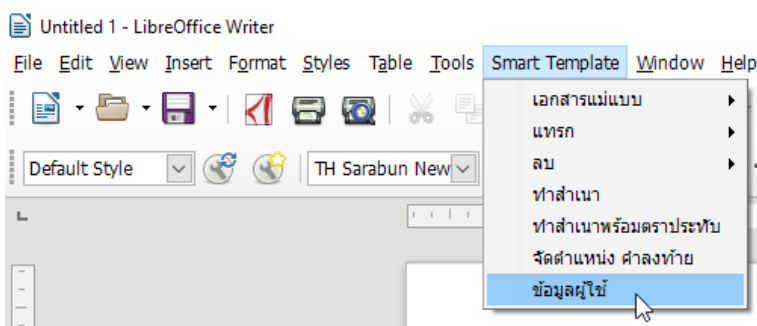 Untitled 1 - LibreOffice Writer
File Edit View Insert Format Styles Table Tools Smart Template Window Help
เอกสารแม่แบบ
แทรก
ลบ
Default Style TH Sarabun New
ทำสำเนา
ทำสำเนาพร้อมตราประทับ
จัดตำแหน่ง คำลงท้าย
ข้อมูลผู้ใช้